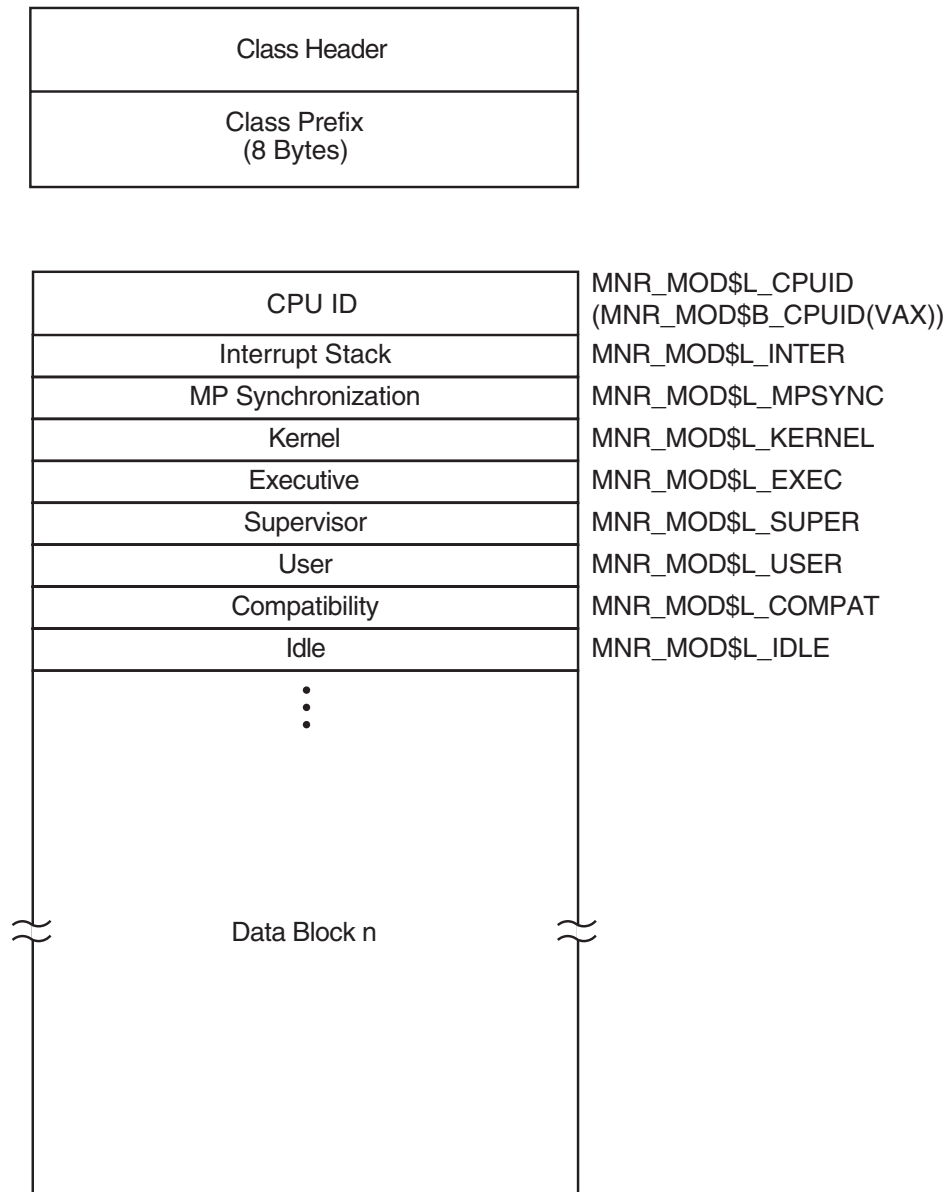 Class Header
Class Prefix
(8 Bytes)
CPU ID
MNR_MOD$L_CPUID
(MNR_MOD$B_CPUID(VAX))
Interrupt Stack
MNR_MOD$L_INTER
MP Synchronization
MNR_MOD$L_MPSYNC
Kernel
MNR_MOD$L_KERNEL
Executive
MNR_MOD$L_EXEC
Supervisor
MNR_MOD$L_SUPER
User
MNR_MOD$L_USER
Compatibility
MNR_MOD$L_COMPAT
Idle
MNR_MOD$L_IDLE
Data Block n